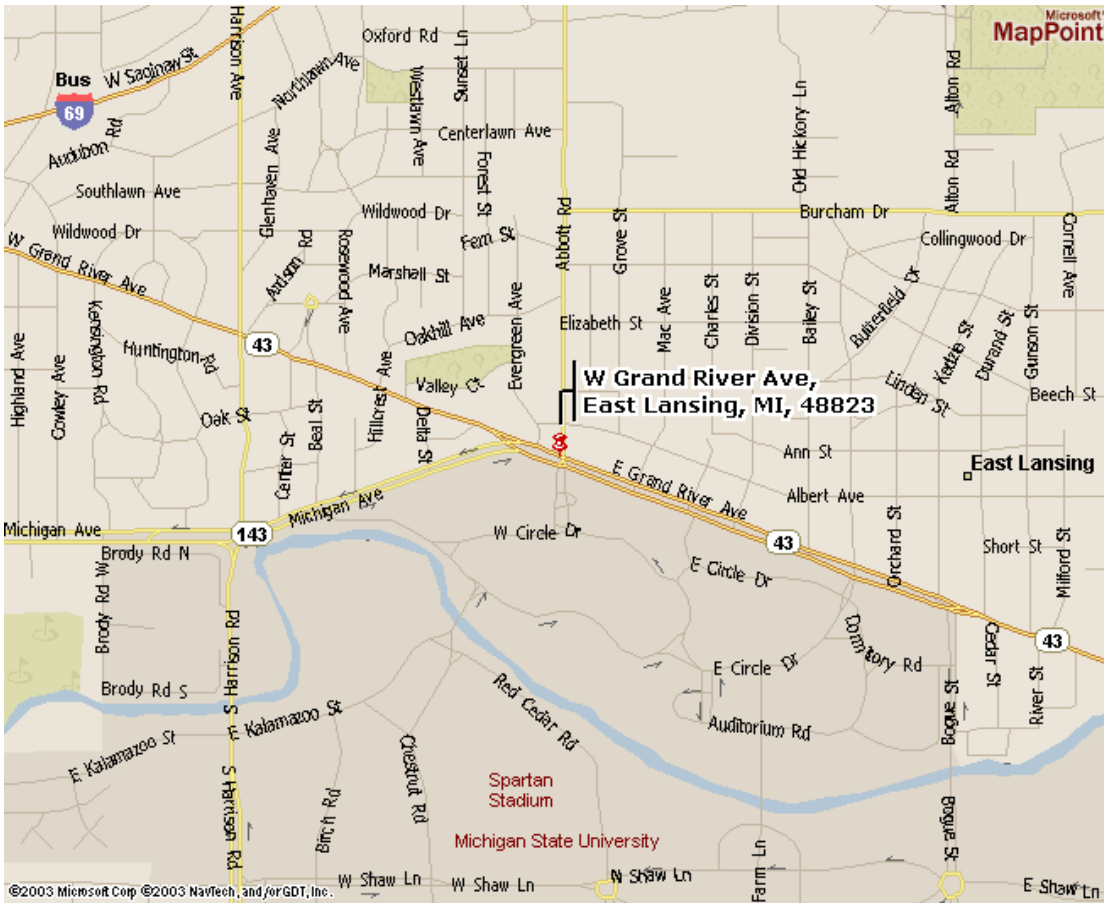 Microsoft®
MapPoint
Harrison Ave
Oxford Rd
Sunset Ln
W Saginaw St
Northlawn Ave
Westlawn Ave
Alton Rd
Bus
69
Audubon Rd
Centerlawn Ave
Old Hickory Ln
Southlawn Ave
Glenhaven Ave
Forest St
Alton Rd
Wildwood Dr
Wildwood Dr
Fern St
Abbott Rd
Grove St
Burcham Dr
Collingwood Dr
Cornell Ave
W Grand River Ave
Ardson Rd
Rosewood Ave
Marshall St
Evergreen Ave
Mac Ave
Charles St
Division St
Bailey St
Butterfield Dr
Kensington Rd
43
Oakhill Ave
Elizabeth St
Kedzie St
Durand St
Gunson St
Highland Ave
Cowley Ave
Huntington Rd
Hillcrest Ave
Valley Ct
W Grand River Ave,
East Lansing, MI, 48823
Linden St
Beech St
Oak St
Beal St
Center St
Delta St
Ann St
East Lansing
E Grand River Ave
Albert Ave
Michigan Ave
Michigan Ave
143
W Circle Dr
43
Orchard St
Short St
Milford St
Brody Rd N
E Circle Dr
Brody Rd W
S Harrison Rd
Dormitory Rd
43
E Circle Dr
Cedar St
Brody Rd S
Red Cedar Rd
River St
Bogue St
E Kalamazoo St
Auditorium Rd
E Kalamazoo St
Chestnut Rd
S Harrison Rd
Birch Rd
Spartan
Stadium
Bogue St
Michigan State University
Farm Ln
W Shaw Ln
W Shaw Ln
N Shaw Ln
E Shaw Ln
©2003 Microsoft Corp ©2003 NavTech, and/or GDT, Inc.